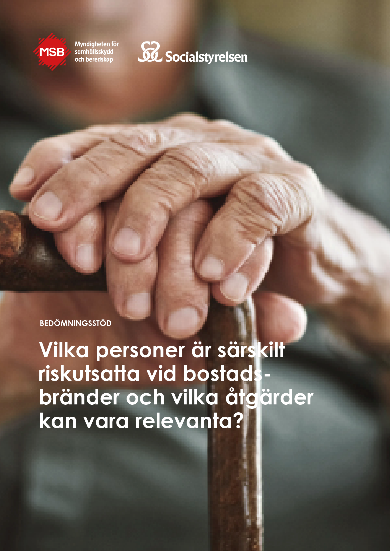 MSB
Myndigheten för
samhällsskydd
och beredskap
Socialstyrelsen
BEDÖMNINGSSTÖD
Vilka personer är särskilt
riskutsatta vid bostads-
bränder och vilka åtgärder
kan vara relevanta?